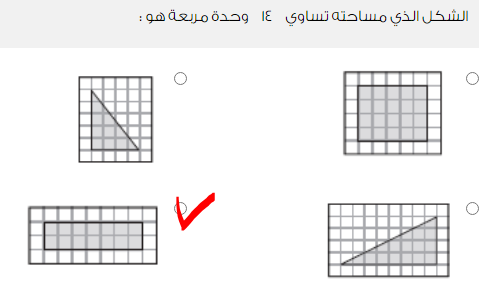 الشكل الذي مساحته تساوي ١٤ وحدة مربعة هو :